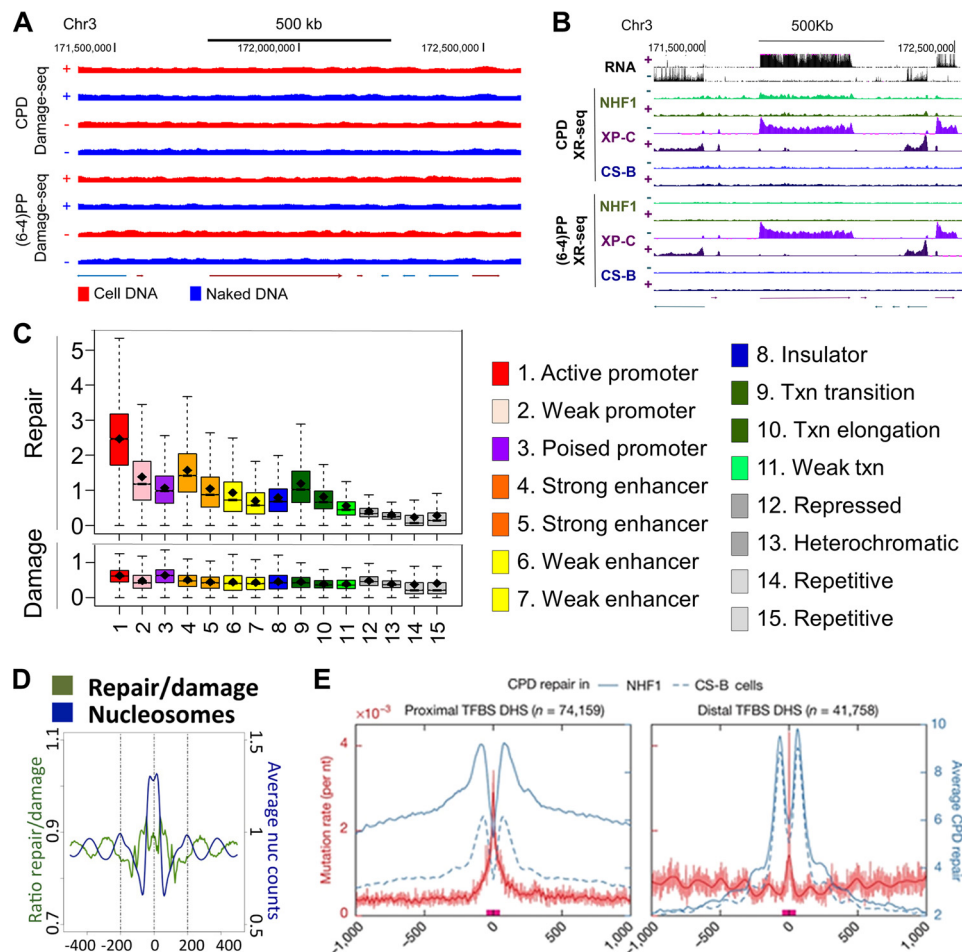 A
Chr3
500 kb
171,500,000
172,000,000
172,500,000
CPD
Damage-seq
+
+
-
-
(6-4)PP
Damage-seq
+
+
-
-
Cell DNA
Naked DNA
B
Chr3
500Kb
171,500,000
172,500,000
RNA
+
-
CPD
XR-seq
NHF1
-
+
XP-C
-
+
CS-B
-
+
(6-4)PP
XR-seq
NHF1
-
+
XP-C
-
+
CS-B
-
+
C
Repair
5
4
3
2
1
0
Damage
1
0
1 2 3 4 5 6 7 8 9 10 11 12 13 14 15
1. Active promoter
2. Weak promoter
3. Poised promoter
4. Strong enhancer
5. Strong enhancer
6. Weak enhancer
7. Weak enhancer
8. Insulator
9. Txn transition
10. Txn elongation
11. Weak txn
12. Repressed
13. Heterochromatic
14. Repetitive
15. Repetitive
D
Repair/damage
Nucleosomes
Ratio repair/damage
1.1
0.9
0.7
Average nuc counts
1.5
1
0.5
-400 -200 0 200 400
E
CPD repair in NHF1 CS-B cells
×10⁻³
Proximal TFBS DHS (n = 74,159)
Distal TFBS DHS (n = 41,758)
Mutation rate (per nt)
4
2
0
Average CPD repair
10
8
6
4
2
-1,000 -500 0 500 1,000
-1,000 -500 0 500 1,000